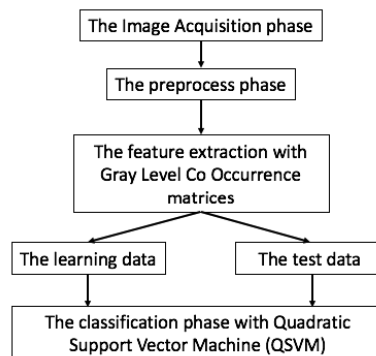 The Image Acquisition phase
The preprocess phase
The feature extraction with
Gray Level Co Occurrence
matrices
The learning data
The test data
The classification phase with Quadratic
Support Vector Machine (QSVM)